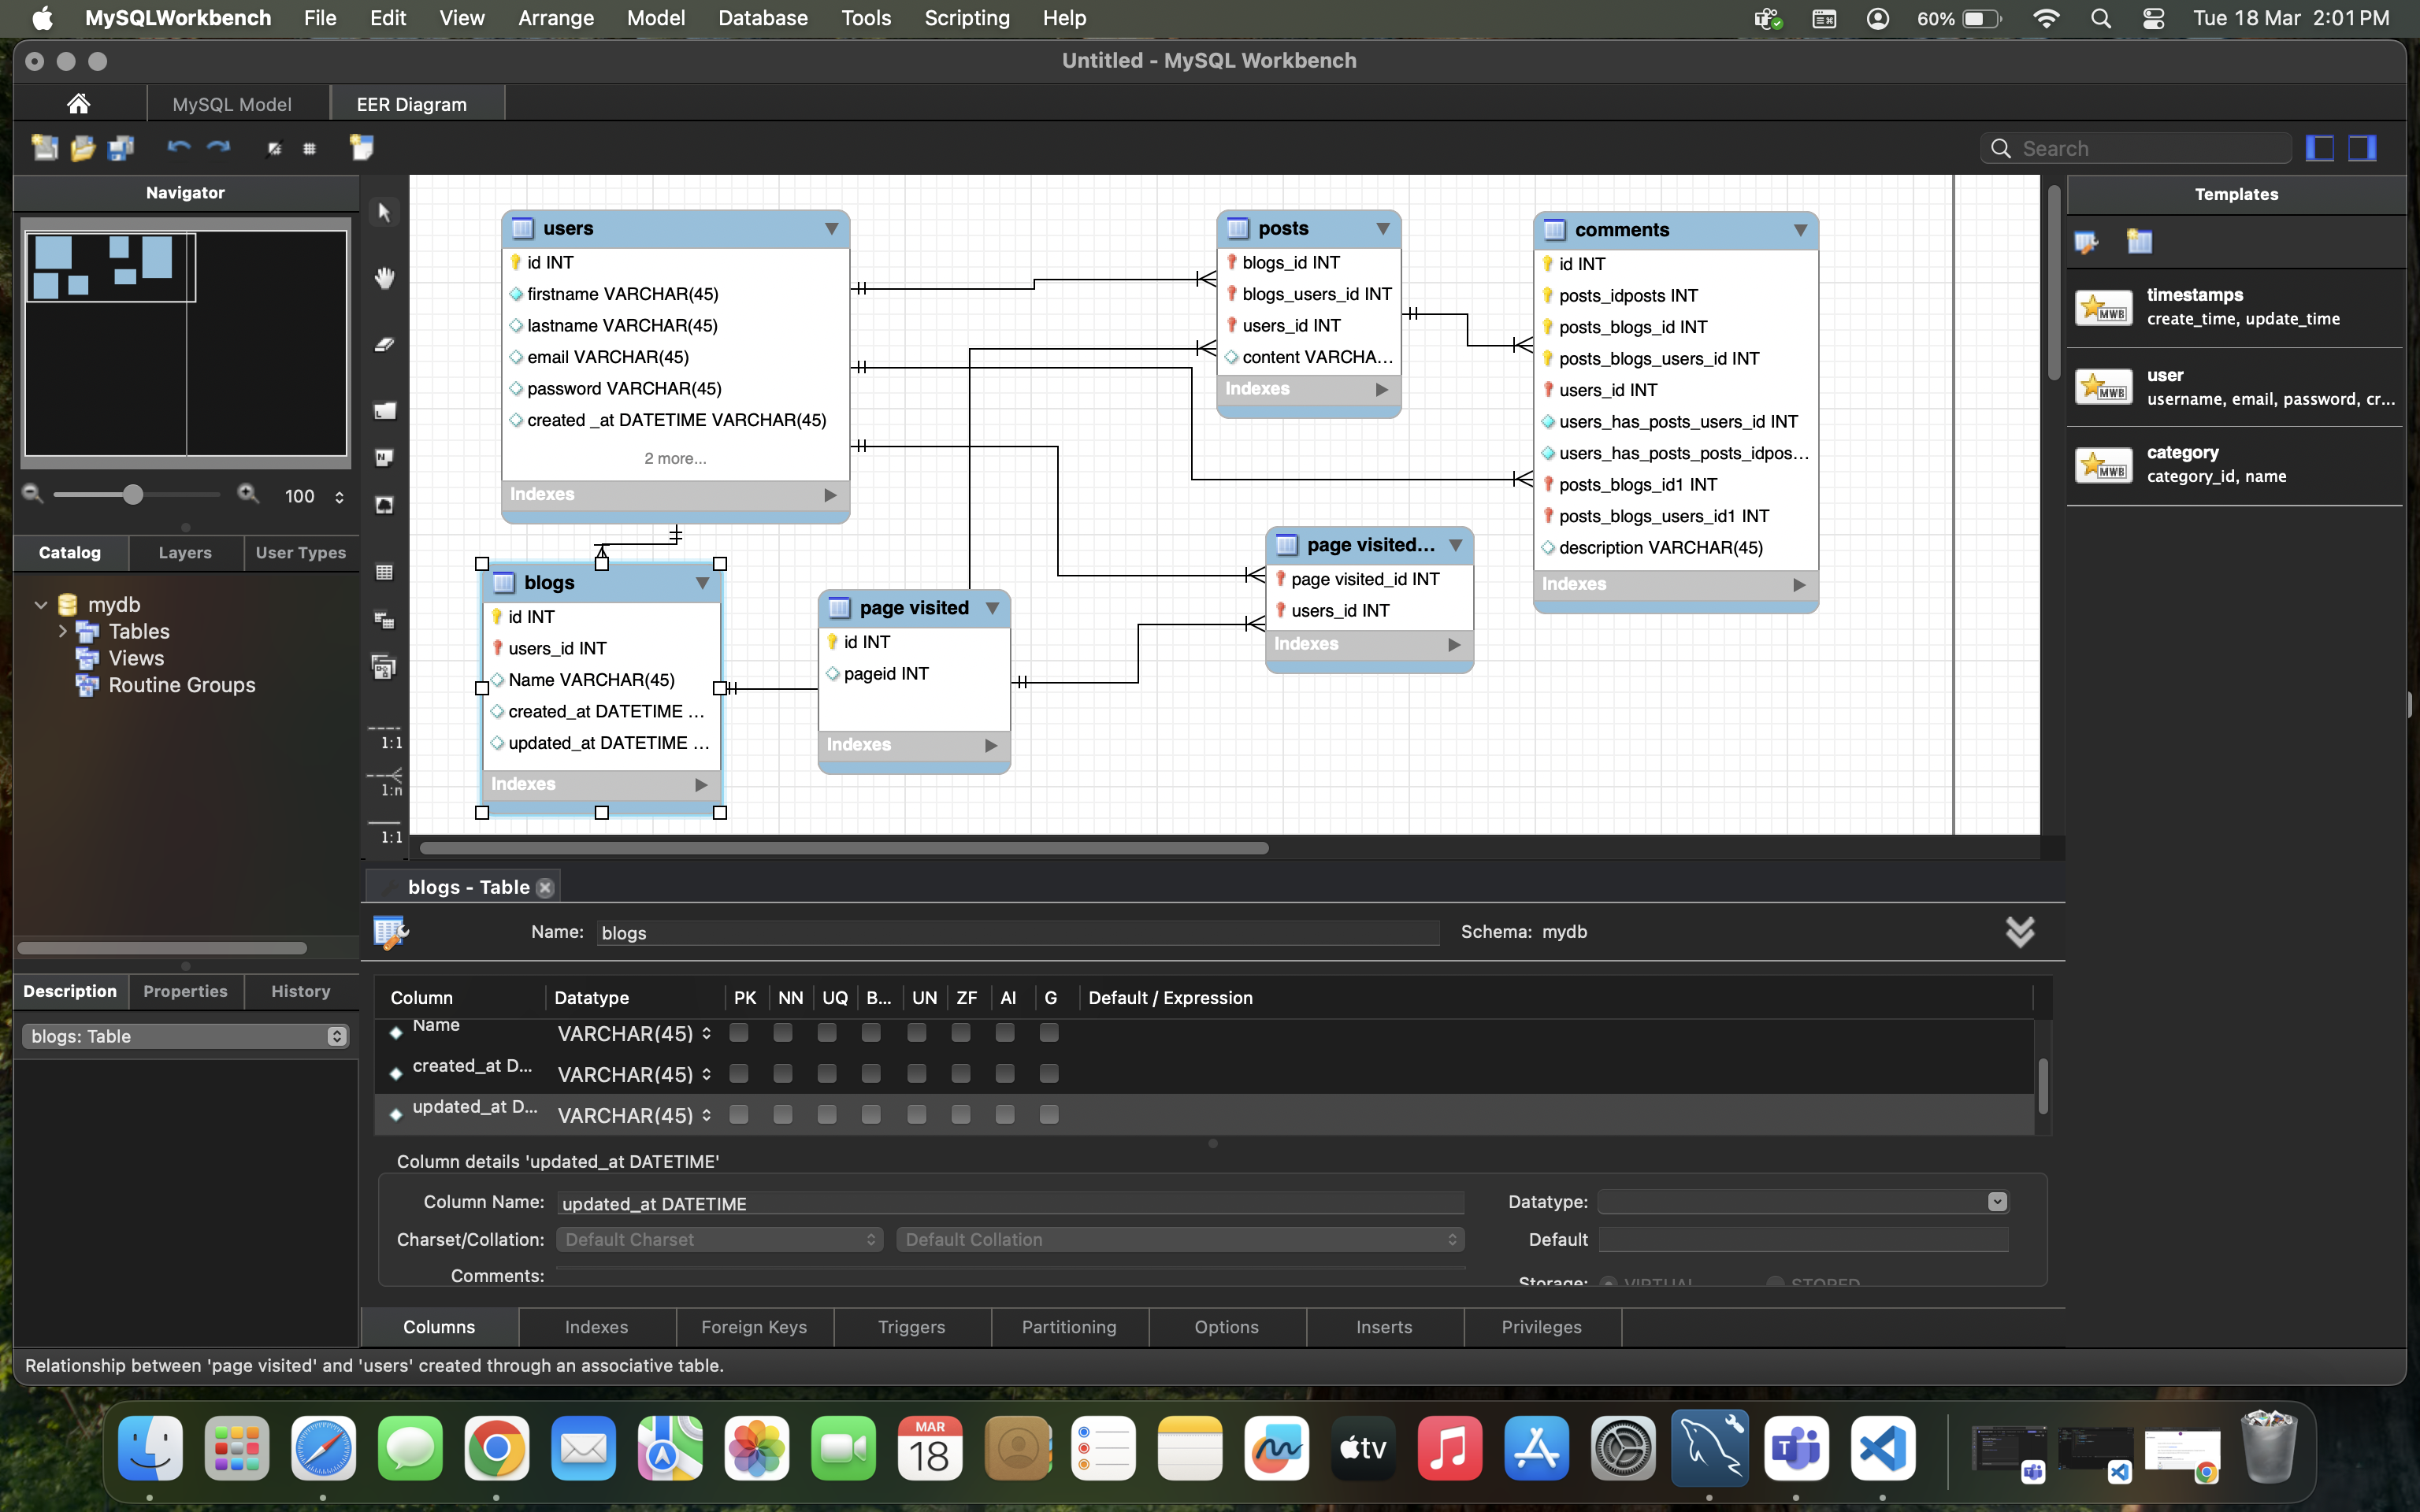 MySQLWorkbench File Edit View Arrange Model Database Tools Scripting Help 60% Tue 18 Mar 2:01 PM
Untitled - MySQL Workbench
MySQL Model
EER Diagram
Search
Navigator
100
Catalog Layers User Types
mydb
Tables
Views
Routine Groups
Description Properties History
blogs: Table
1:1
1:n
1:1
users
id INT
firstname VARCHAR(45)
lastname VARCHAR(45)
email VARCHAR(45)
password VARCHAR(45)
created _at DATETIME VARCHAR(45)
2 more...
Indexes
blogs
id INT
users_id INT
Name VARCHAR(45)
created_at DATETIME ...
updated_at DATETIME ...
Indexes
page visited
id INT
pageid INT
Indexes
posts
blogs_id INT
blogs_users_id INT
users_id INT
content VARCHA...
Indexes
page visited...
page visited_id INT
users_id INT
Indexes
comments
id INT
posts_idposts INT
posts_blogs_id INT
posts_blogs_users_id INT
users_id INT
users_has_posts_users_id INT
users_has_posts_posts_idpos...
posts_blogs_id1 INT
posts_blogs_users_id1 INT
description VARCHAR(45)
Indexes
Templates
timestamps
create_time, update_time
user
username, email, password, cr...
category
category_id, name
MWB
MWB
MWB
blogs - Table
Name: blogs Schema: mydb
Column Datatype PK NN UQ B... UN ZF AI G Default / Expression
Name VARCHAR(45)
created_at D... VARCHAR(45)
updated_at D... VARCHAR(45)
Column details 'updated_at DATETIME'
Column Name: updated_at DATETIME Datatype:
Charset/Collation: Default Charset Default Collation Default
Comments: Storage: VIRTUAL STORED
Columns Indexes Foreign Keys Triggers Partitioning Options Inserts Privileges
Relationship between 'page visited' and 'users' created through an associative table.
MAR
18
tv